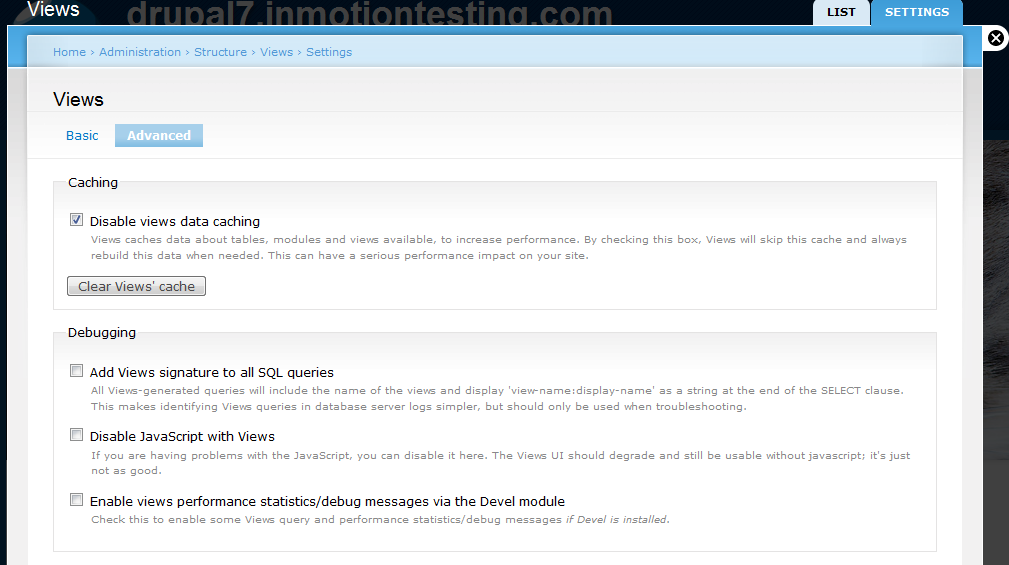 Views
drupal7.inmotiontesting.com
LIST
SETTINGS
Home › Administration › Structure › Views › Settings
Views
Basic
Advanced
Caching
Disable views data caching
Views caches data about tables, modules and views available, to increase performance. By checking this box, Views will skip this cache and always
rebuild this data when needed. This can have a serious performance impact on your site.
Clear Views' cache
Debugging
Add Views signature to all SQL queries
All Views-generated queries will include the name of the views and display 'view-name:display-name' as a string at the end of the SELECT clause.
This makes identifying Views queries in database server logs simpler, but should only be used when troubleshooting.
Disable JavaScript with Views
If you are having problems with the JavaScript, you can disable it here. The Views UI should degrade and still be usable without javascript; it's just
not as good.
Enable views performance statistics/debug messages via the Devel module
Check this to enable some Views query and performance statistics/debug messages if Devel is installed.